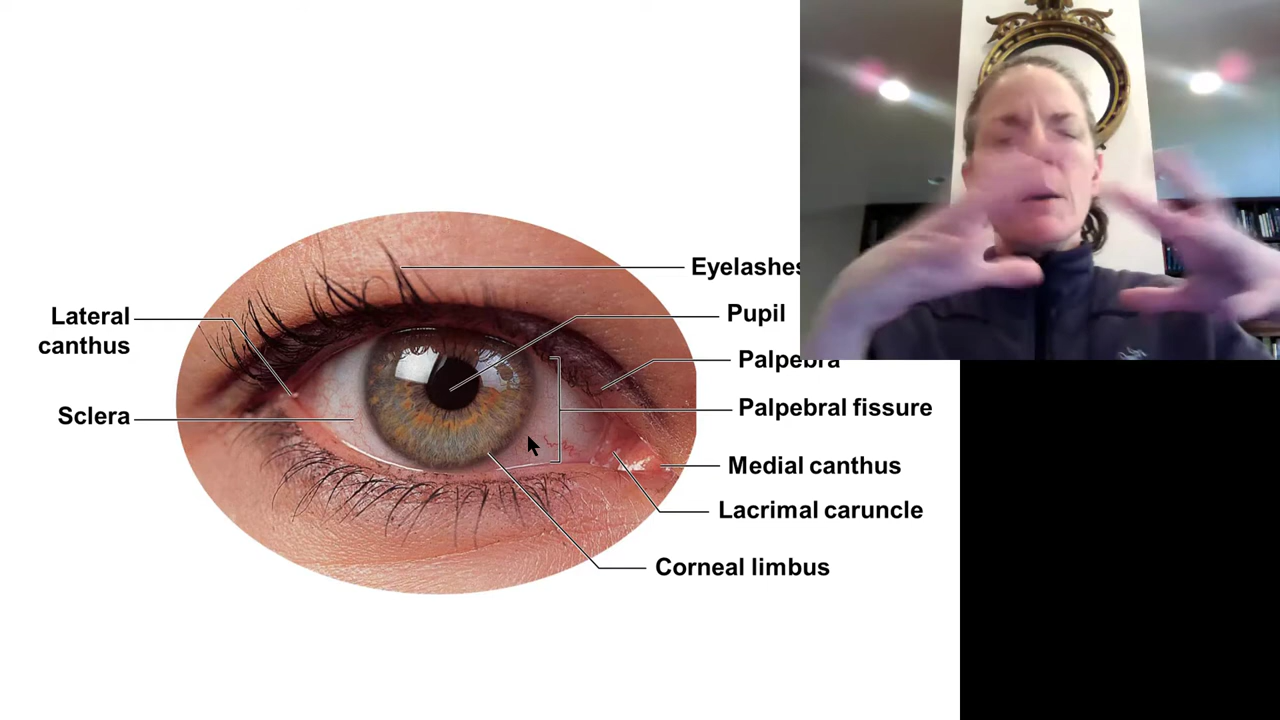 Eyelashes
Pupil
Lateral
canthus
Palpebra
Palpebral fissure
Sclera
Medial canthus
Lacrimal caruncle
Corneal limbus